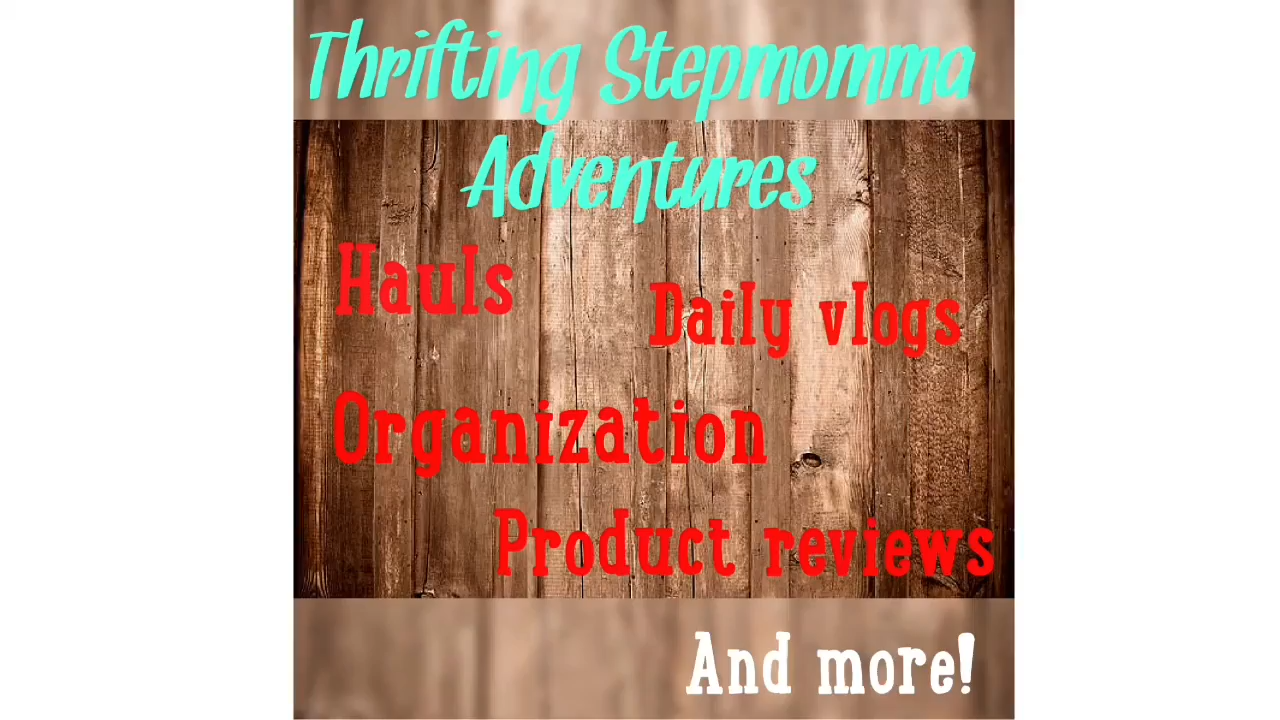 Thrifting Stepmomma
Adventures
Hauls
Daily vlogs
Organization
Product reviews
And more!